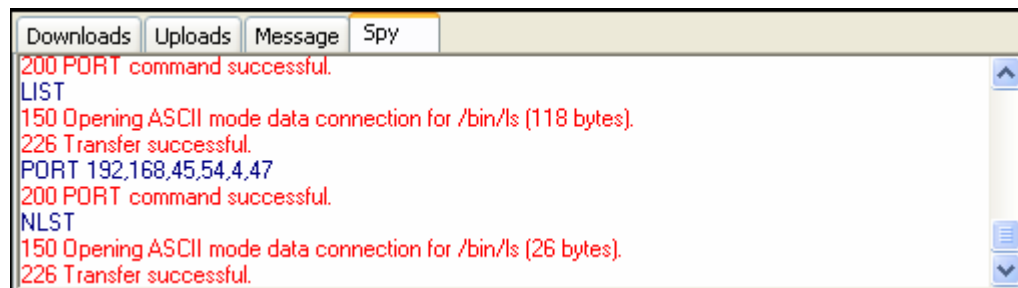 Downloads Uploads Message Spy
200 PORT command successful.
LIST
150 Opening ASCII mode data connection for /bin/ls (118 bytes).
226 Transfer successful.
PORT 192,168,45,54,4,47
200 PORT command successful.
NLST
150 Opening ASCII mode data connection for /bin/ls (26 bytes).
226 Transfer successful.